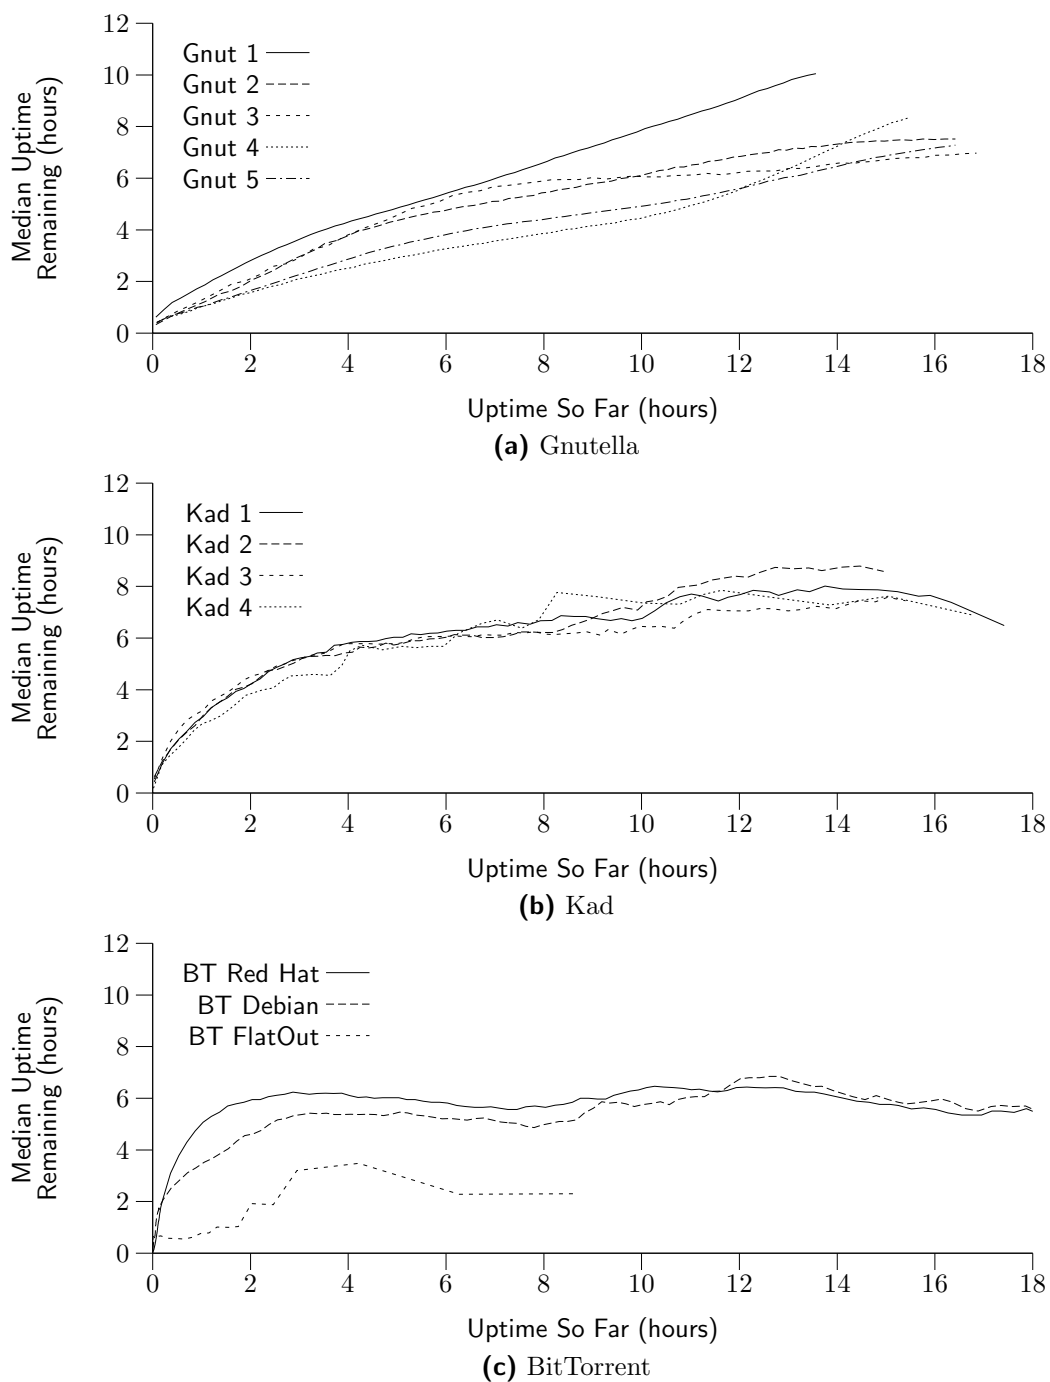 12
10
8
6
4
2
0
Median Uptime
Remaining (hours)
Gnut 1
Gnut 2
Gnut 3
Gnut 4
Gnut 5
0 2 4 6 8 10 12 14 16 18
Uptime So Far (hours)
(a) Gnutella
12
10
8
6
4
2
0
Median Uptime
Remaining (hours)
Kad 1
Kad 2
Kad 3
Kad 4
0 2 4 6 8 10 12 14 16 18
Uptime So Far (hours)
(b) Kad
12
10
8
6
4
2
0
Median Uptime
Remaining (hours)
BT Red Hat
BT Debian
BT FlatOut
0 2 4 6 8 10 12 14 16 18
Uptime So Far (hours)
(c) BitTorrent